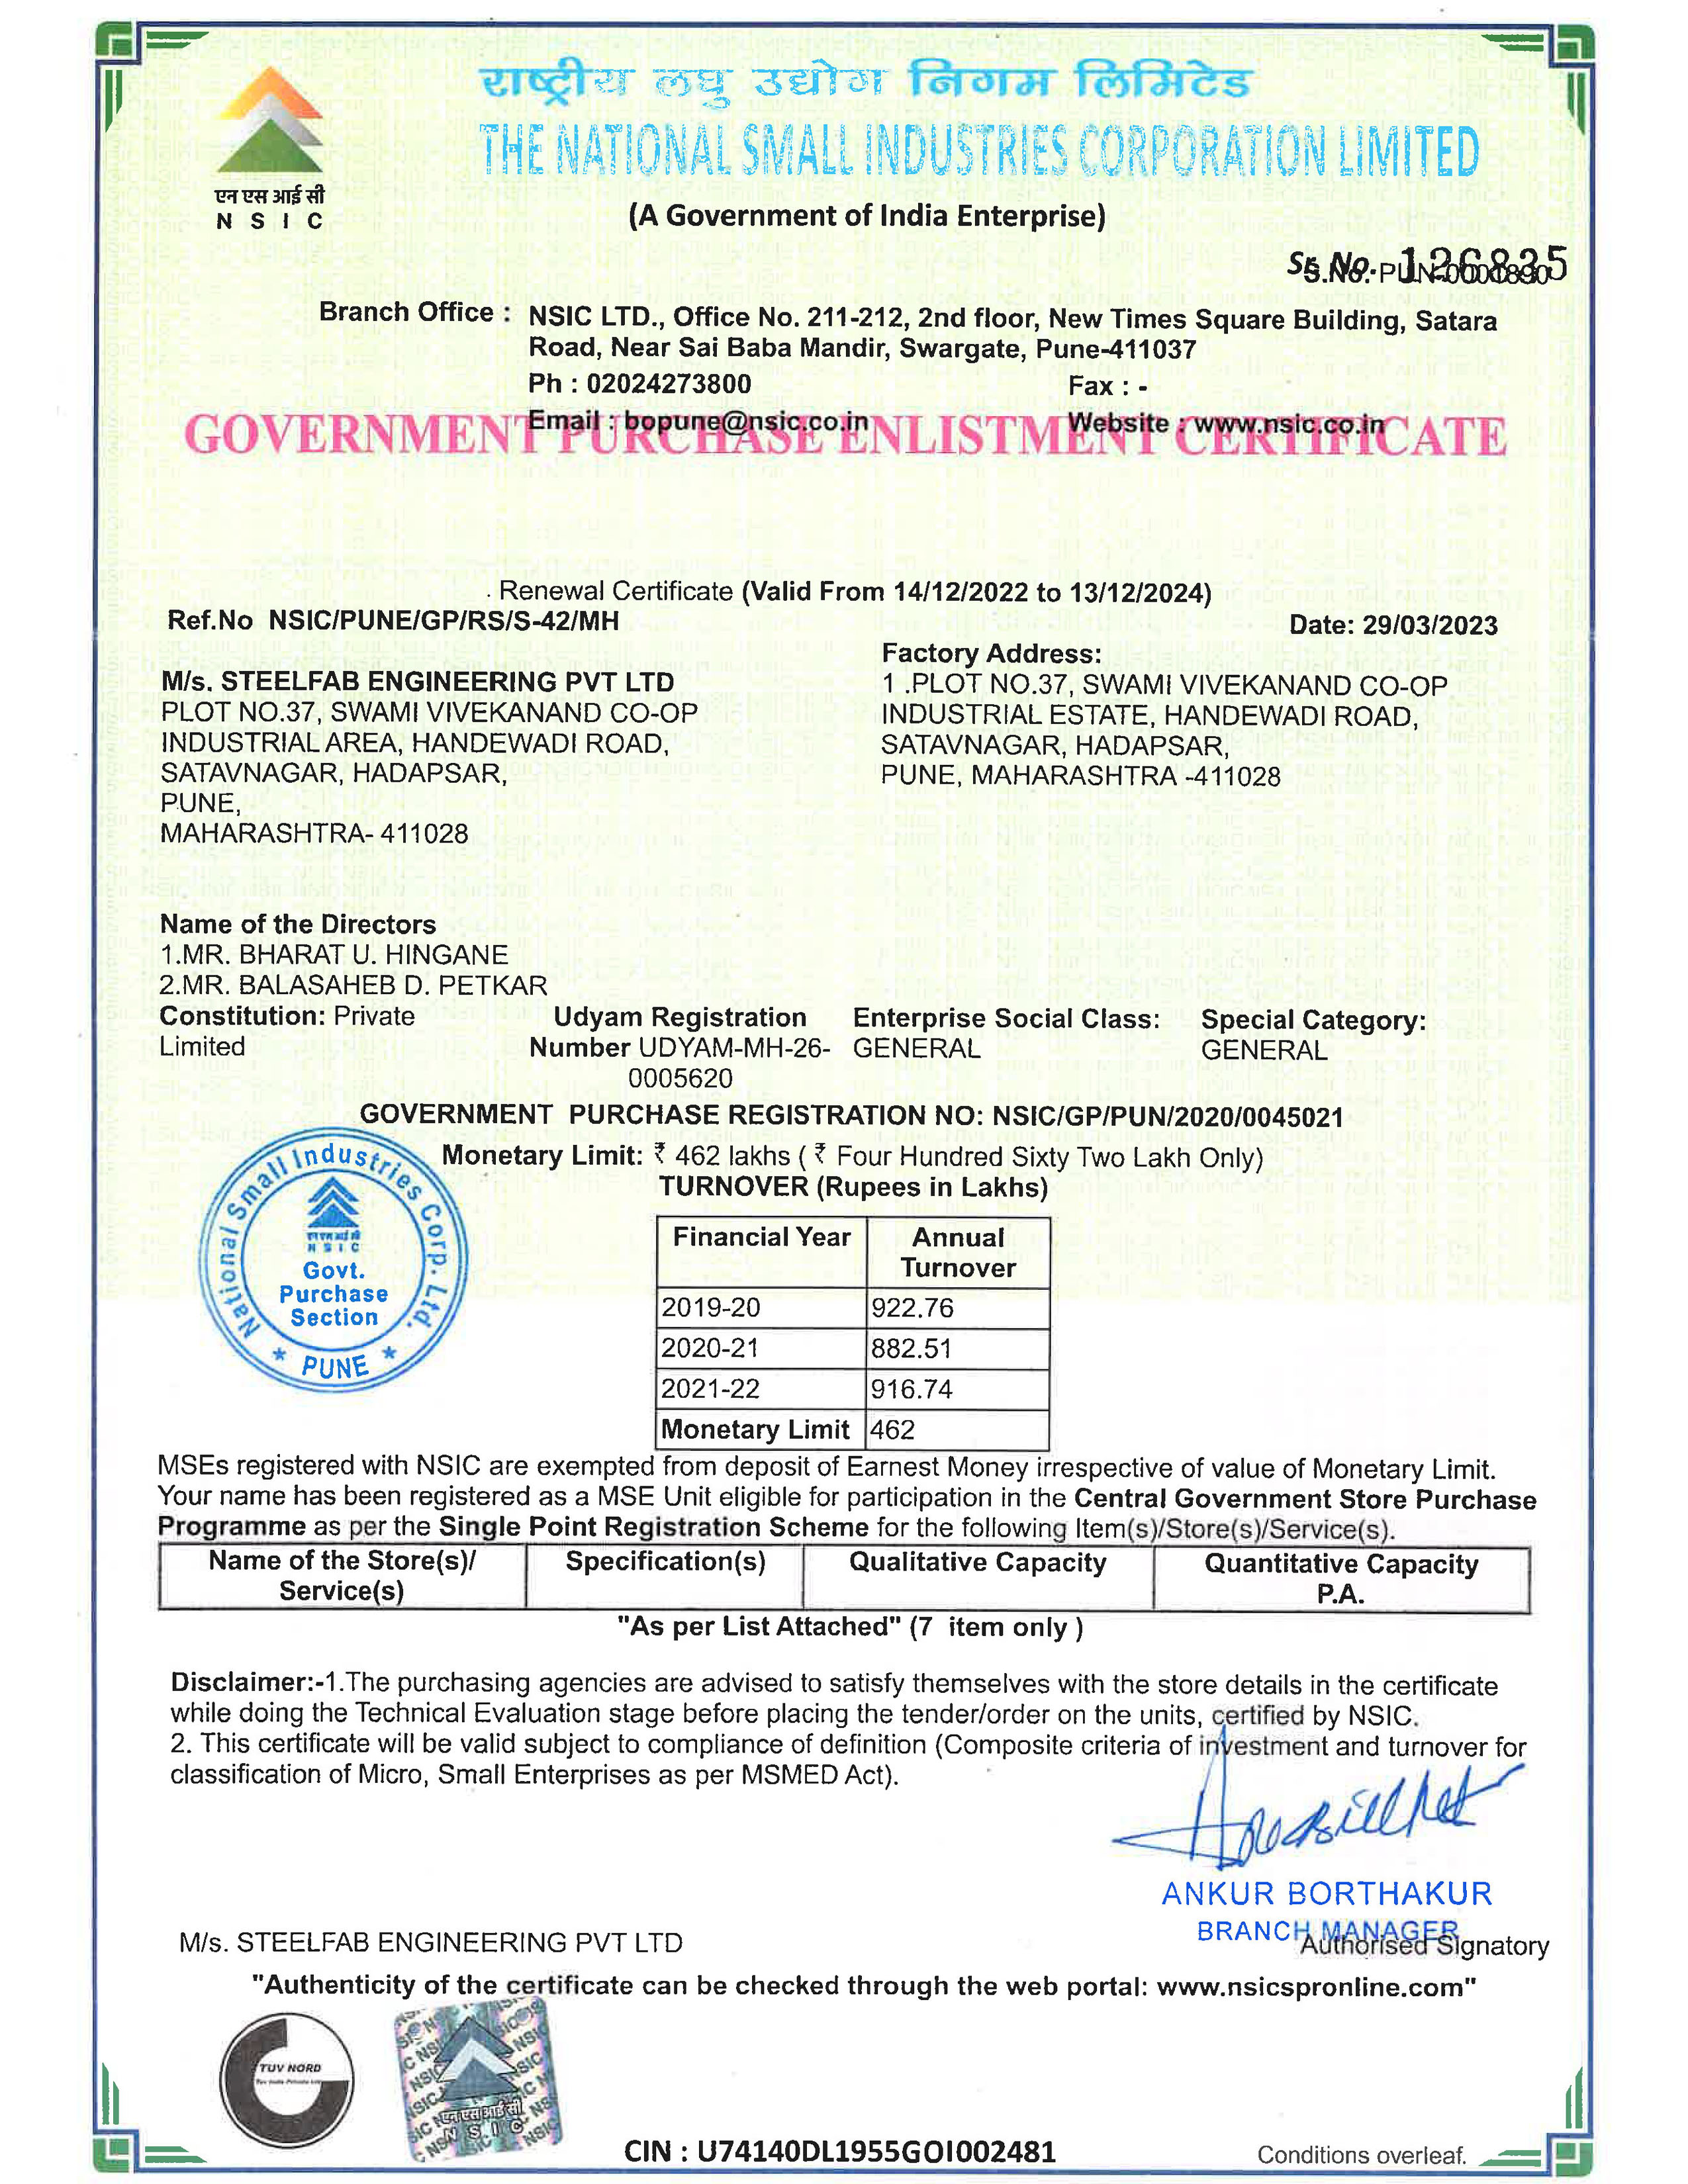 राष्ट्रीय लघु उद्योग निगम लिमिटेड
THE NATIONAL SMALL INDUSTRIES CORPORATION LIMITED
एन एस आई सी
N S I C
(A Government of India Enterprise)
Sr. No. 126835
S.No. PUN-
Branch Office : NSIC LTD., Office No. 211-212, 2nd floor, New Times Square Building, Satara
Road, Near Sai Baba Mandir, Swargate, Pune-411037
Ph : 02024273800 Fax : -
Email : bopune@nsic.co.in Website : www.nsic.co.in
GOVERNMENT PURCHASE ENLISTMENT CERTIFICATE
Renewal Certificate (Valid From 14/12/2022 to 13/12/2024)
Ref.No NSIC/PUNE/GP/RS/S-42/MH
Date: 29/03/2023
M/s. STEELFAB ENGINEERING PVT LTD
PLOT NO.37, SWAMI VIVEKANAND CO-OP
INDUSTRIAL AREA, HANDEWADI ROAD,
SATAVNAGAR, HADAPSAR,
PUNE,
MAHARASHTRA- 411028
Factory Address:
1 .PLOT NO.37, SWAMI VIVEKANAND CO-OP
INDUSTRIAL ESTATE, HANDEWADI ROAD,
SATAVNAGAR, HADAPSAR,
PUNE, MAHARASHTRA -411028
Name of the Directors
1.MR. BHARAT U. HINGANE
2.MR. BALASAHEB D. PETKAR
Constitution: Private
Limited
Udyam Registration
Number UDYAM-MH-26-
0005620
Enterprise Social Class:
GENERAL
Special Category:
GENERAL
GOVERNMENT PURCHASE REGISTRATION NO: NSIC/GP/PUN/2020/0045021
Monetary Limit: ₹ 462 lakhs ( ₹ Four Hundred Sixty Two Lakh Only)
TURNOVER (Rupees in Lakhs)
National Small Industries Corp. Ltd.
एन एस आई सी
N S I C
Govt.
Purchase
Section
* PUNE *
Financial Year Annual
Turnover
2019-20 922.76
2020-21 882.51
2021-22 916.74
Monetary Limit 462
MSEs registered with NSIC are exempted from deposit of Earnest Money irrespective of value of Monetary Limit.
Your name has been registered as a MSE Unit eligible for participation in the Central Government Store Purchase
Programme as per the Single Point Registration Scheme for the following Item(s)/Store(s)/Service(s).
Name of the Store(s)/ Specification(s) Qualitative Capacity Quantitative Capacity
Service(s) P.A.
"As per List Attached" (7 item only )
Disclaimer:-1.The purchasing agencies are advised to satisfy themselves with the store details in the certificate
while doing the Technical Evaluation stage before placing the tender/order on the units, certified by NSIC.
2. This certificate will be valid subject to compliance of definition (Composite criteria of investment and turnover for
classification of Micro, Small Enterprises as per MSMED Act).
ANKUR BORTHAKUR
BRANCH MANAGER
Authorised Signatory
M/s. STEELFAB ENGINEERING PVT LTD
"Authenticity of the certificate can be checked through the web portal: www.nsicspronline.com"
TUV NORD
एन एस आई सी
N S I C
CIN : U74140DL1955GOI002481
Conditions overleaf.